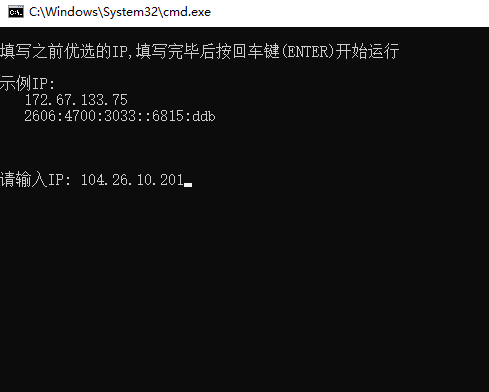 C:\Windows\System32\cmd.exe
填写之前优选的IP,填写完毕后按回车键(ENTER)开始运行
示例IP:
172.67.133.75
2606:4700:3033::6815:ddb
请输入IP: 104.26.10.201